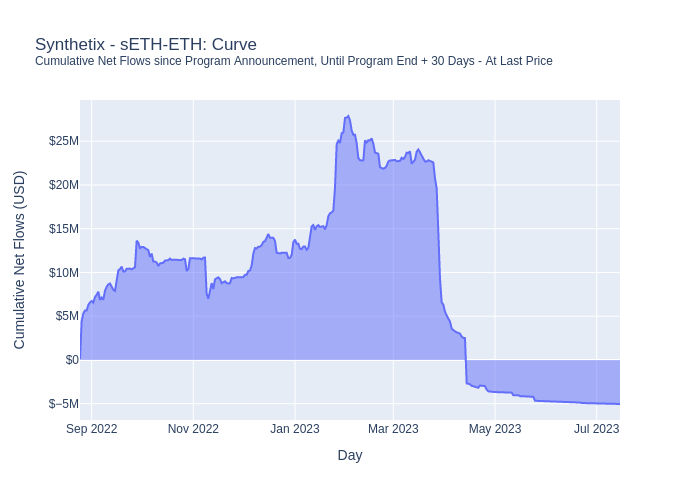 Synthetix - sETH-ETH: Curve
Cumulative Net Flows since Program Announcement, Until Program End + 30 Days - At Last Price
Cumulative Net Flows (USD)
$25M
$20M
$15M
$10M
$5M
$0
$−5M
Sep 2022 Nov 2022 Jan 2023 Mar 2023 May 2023 Jul 2023
Day